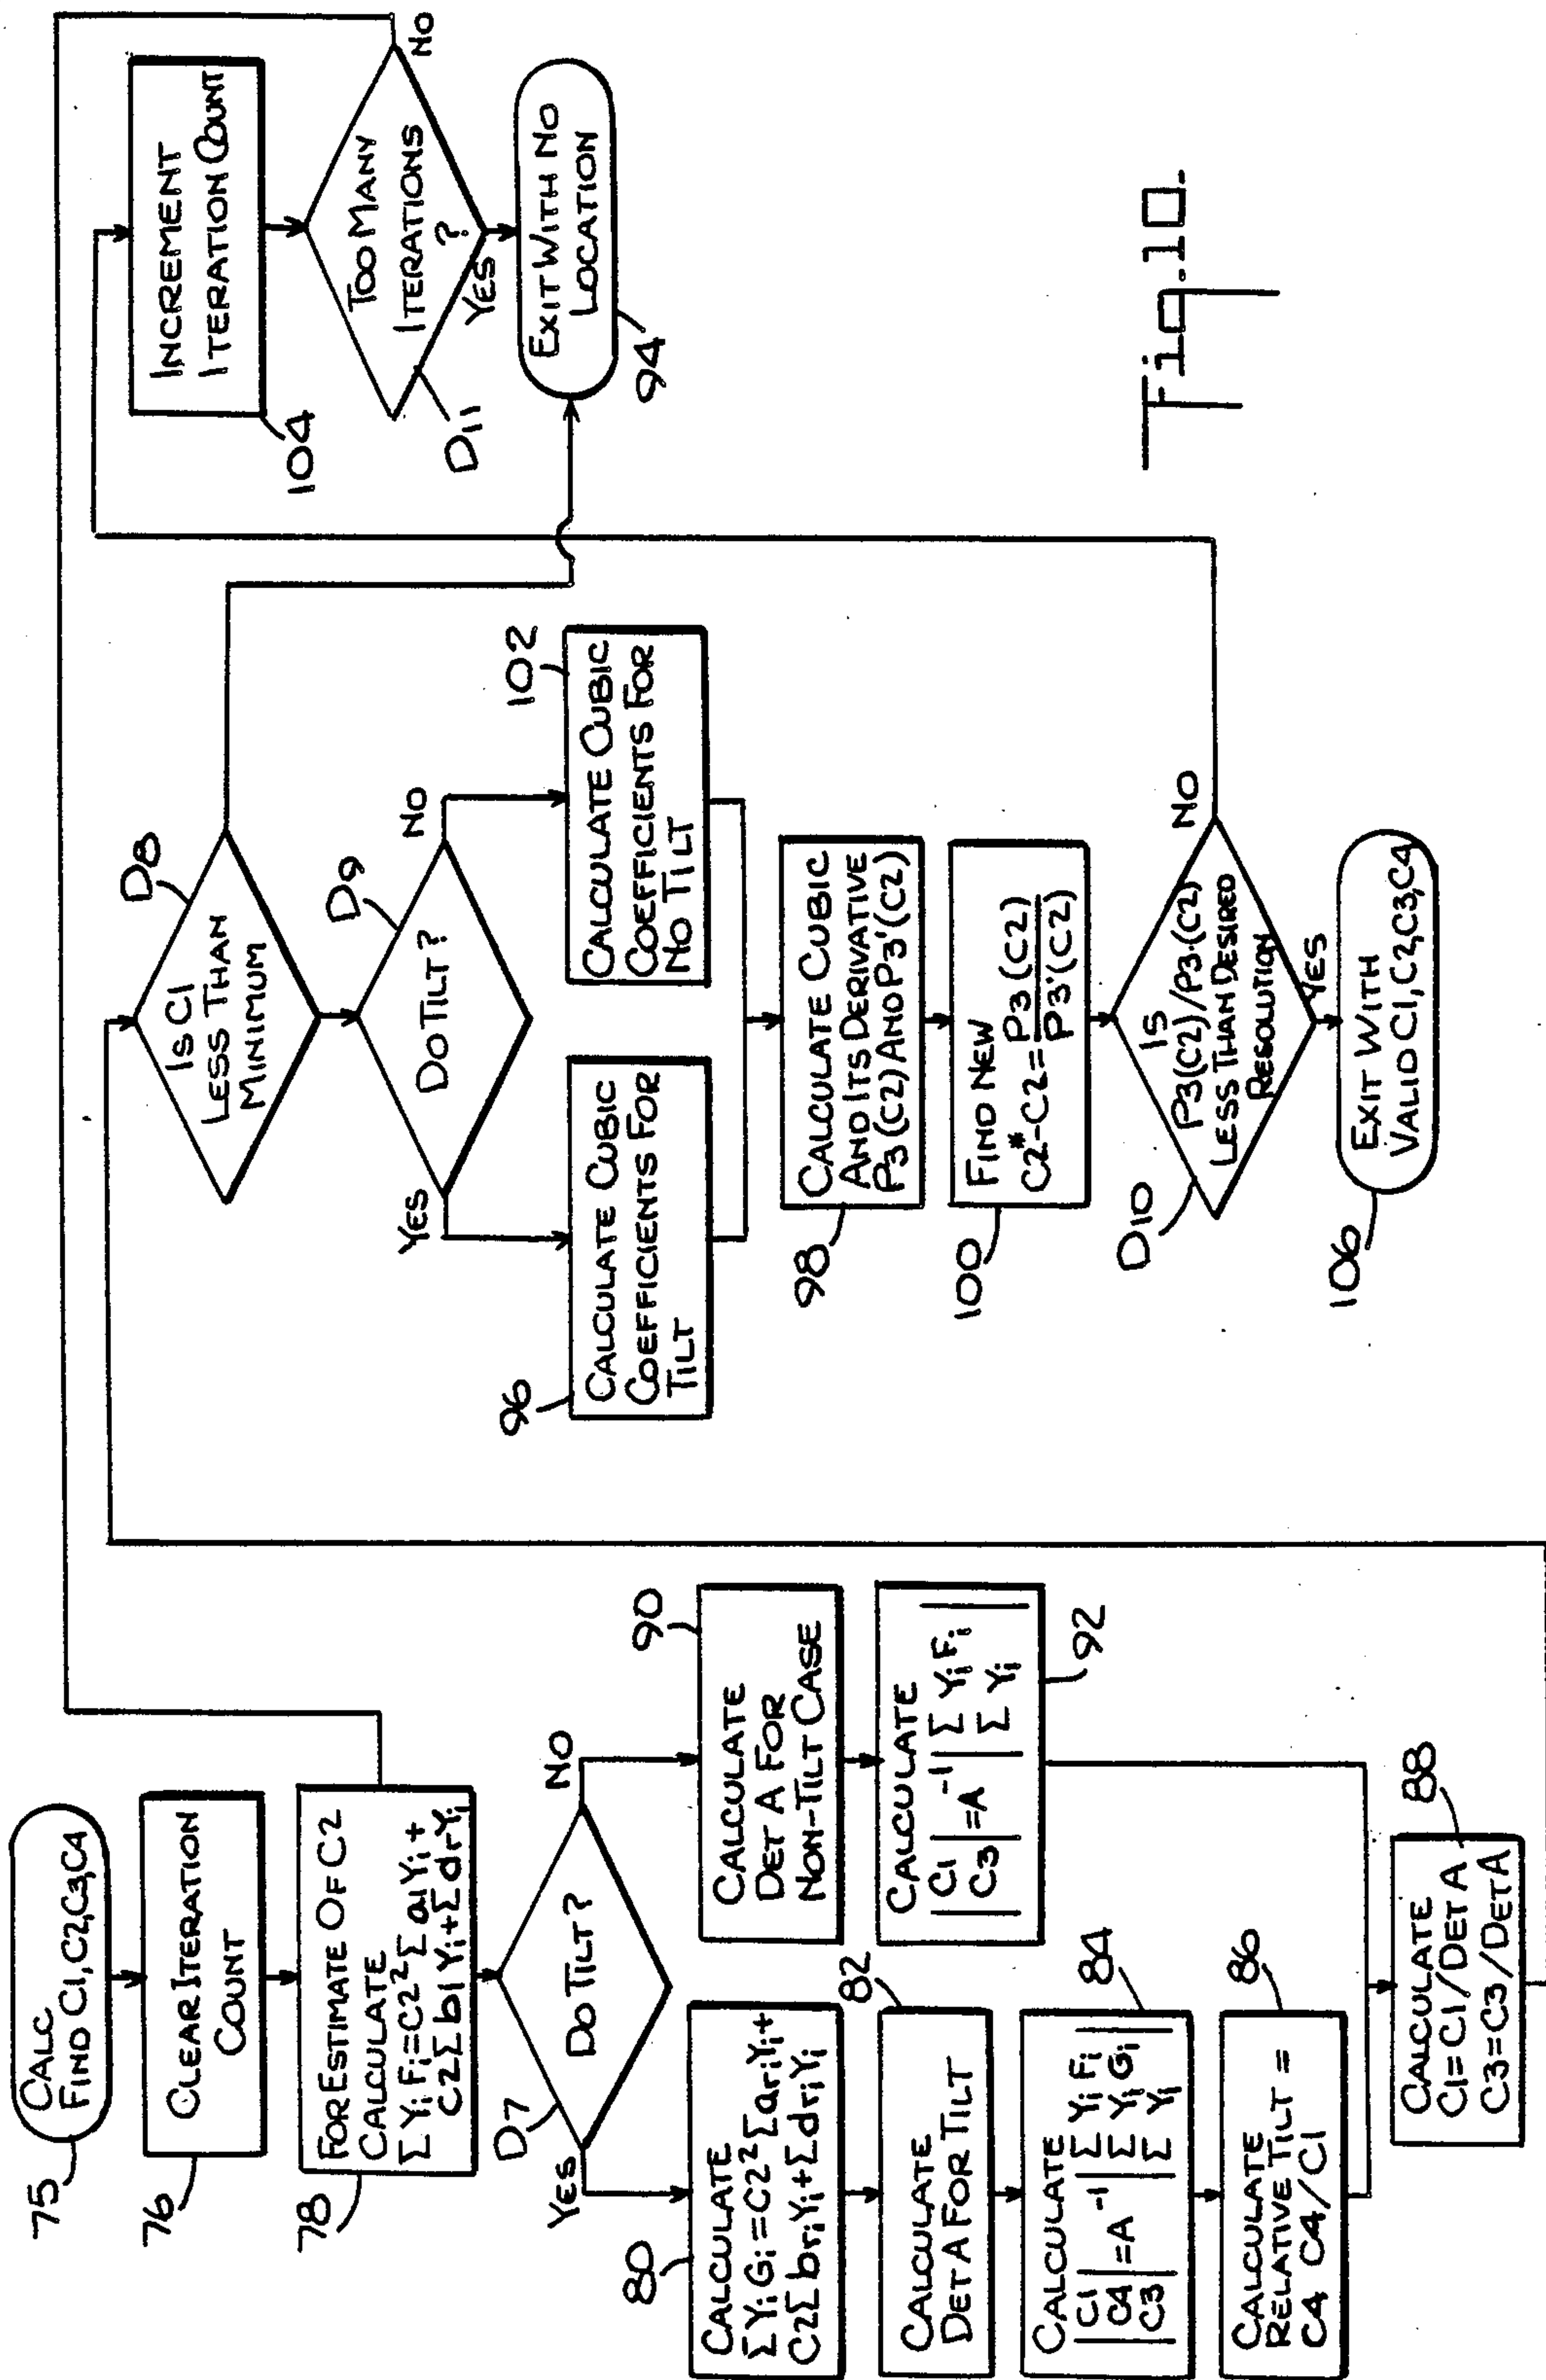 CALC
FIND C1, C2, C3, C4
75
CLEAR ITERATION
COUNT
76
FOR ESTIMATE OF C2
CALCULATE
Σ Yi Fi = C2² Σ al Yi +
C2 Σ bl Yi + Σ dr Yi
78
DO TILT?
D7
YES
NO
CALCULATE
Σ Yi Gi = C2² Σ ari Yi +
C2 Σ bri Yi + Σ dri Yi
80
CALCULATE
DET A FOR TILT
82
CALCULATE
| C1 | | Σ Yi Fi |
| C4 | = A⁻¹ | Σ Yi Gi |
| C3 | | Σ Yi |
84
CALCULATE
RELATIVE TILT =
C4 C4/C1
86
CALCULATE
DET A FOR
NON-TILT CASE
90
CALCULATE
| C1 | | Σ Yi Fi |
| C3 | = A⁻¹ | Σ Yi |
92
CALCULATE
C1 = C1/DET A
C3 = C3/DET A
88
IS C1
LESS THAN
MINIMUM
D8
DO TILT?
D9
YES
NO
CALCULATE CUBIC
COEFFICIENTS FOR
TILT
96
CALCULATE CUBIC
COEFFICIENTS FOR
NO TILT
102
CALCULATE CUBIC
AND ITS DERIVATIVE
P3(C2) AND P3'(C2)
98
FIND NEW
C2*-C2 = P3(C2)
P3'(C2)
100
IS
P3(C2)/P3'(C2)
LESS THAN DESIRED
RESOLUTION
D10
NO
YES
EXIT WITH
VALID C1, C2, C3, C4
106
INCREMENT
ITERATION COUNT
104
TOO MANY
ITERATIONS
?
D11
NO
YES
EXIT WITH NO
LOCATION
94
Fig. 10.